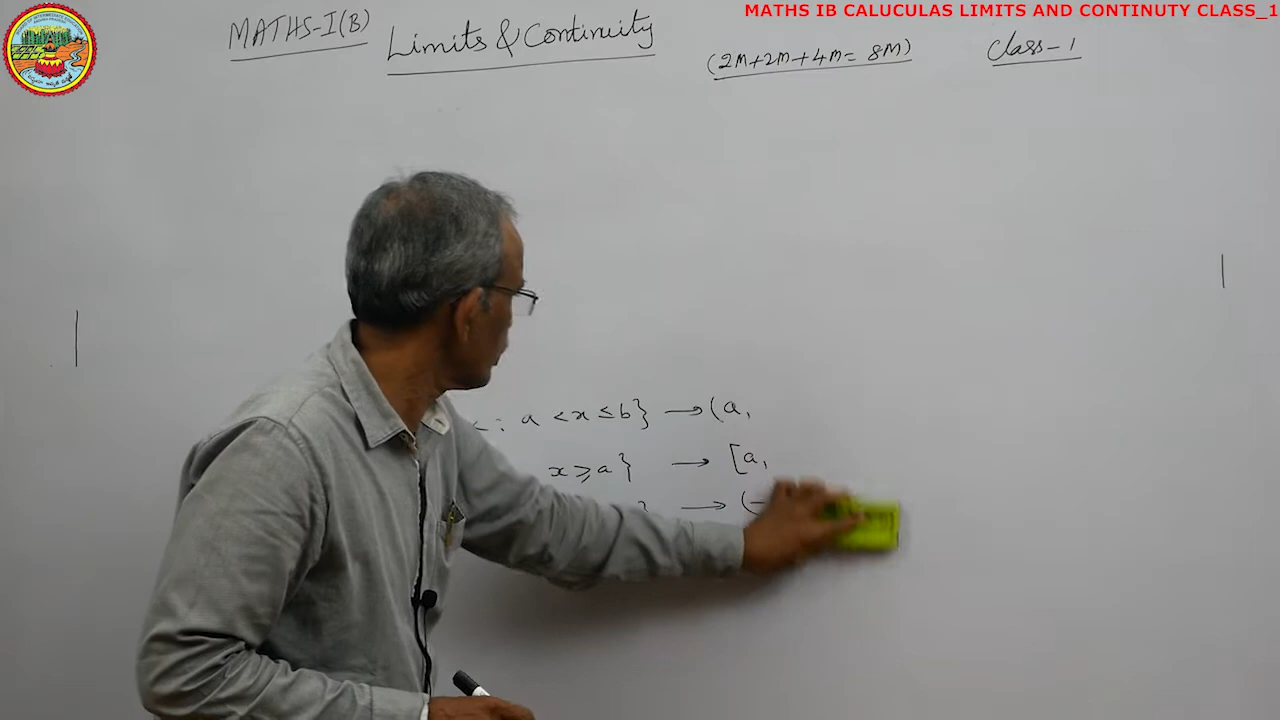 MATHS IB CALUCULAS LIMITS AND CONTINUTY CLASS_1
MATHS-I(B) Limits & Continuity (2M+2M+4M= 8M) Class-1
: a < x ≤ b} → (a,
x ⩾ a} → [a,
} → (-